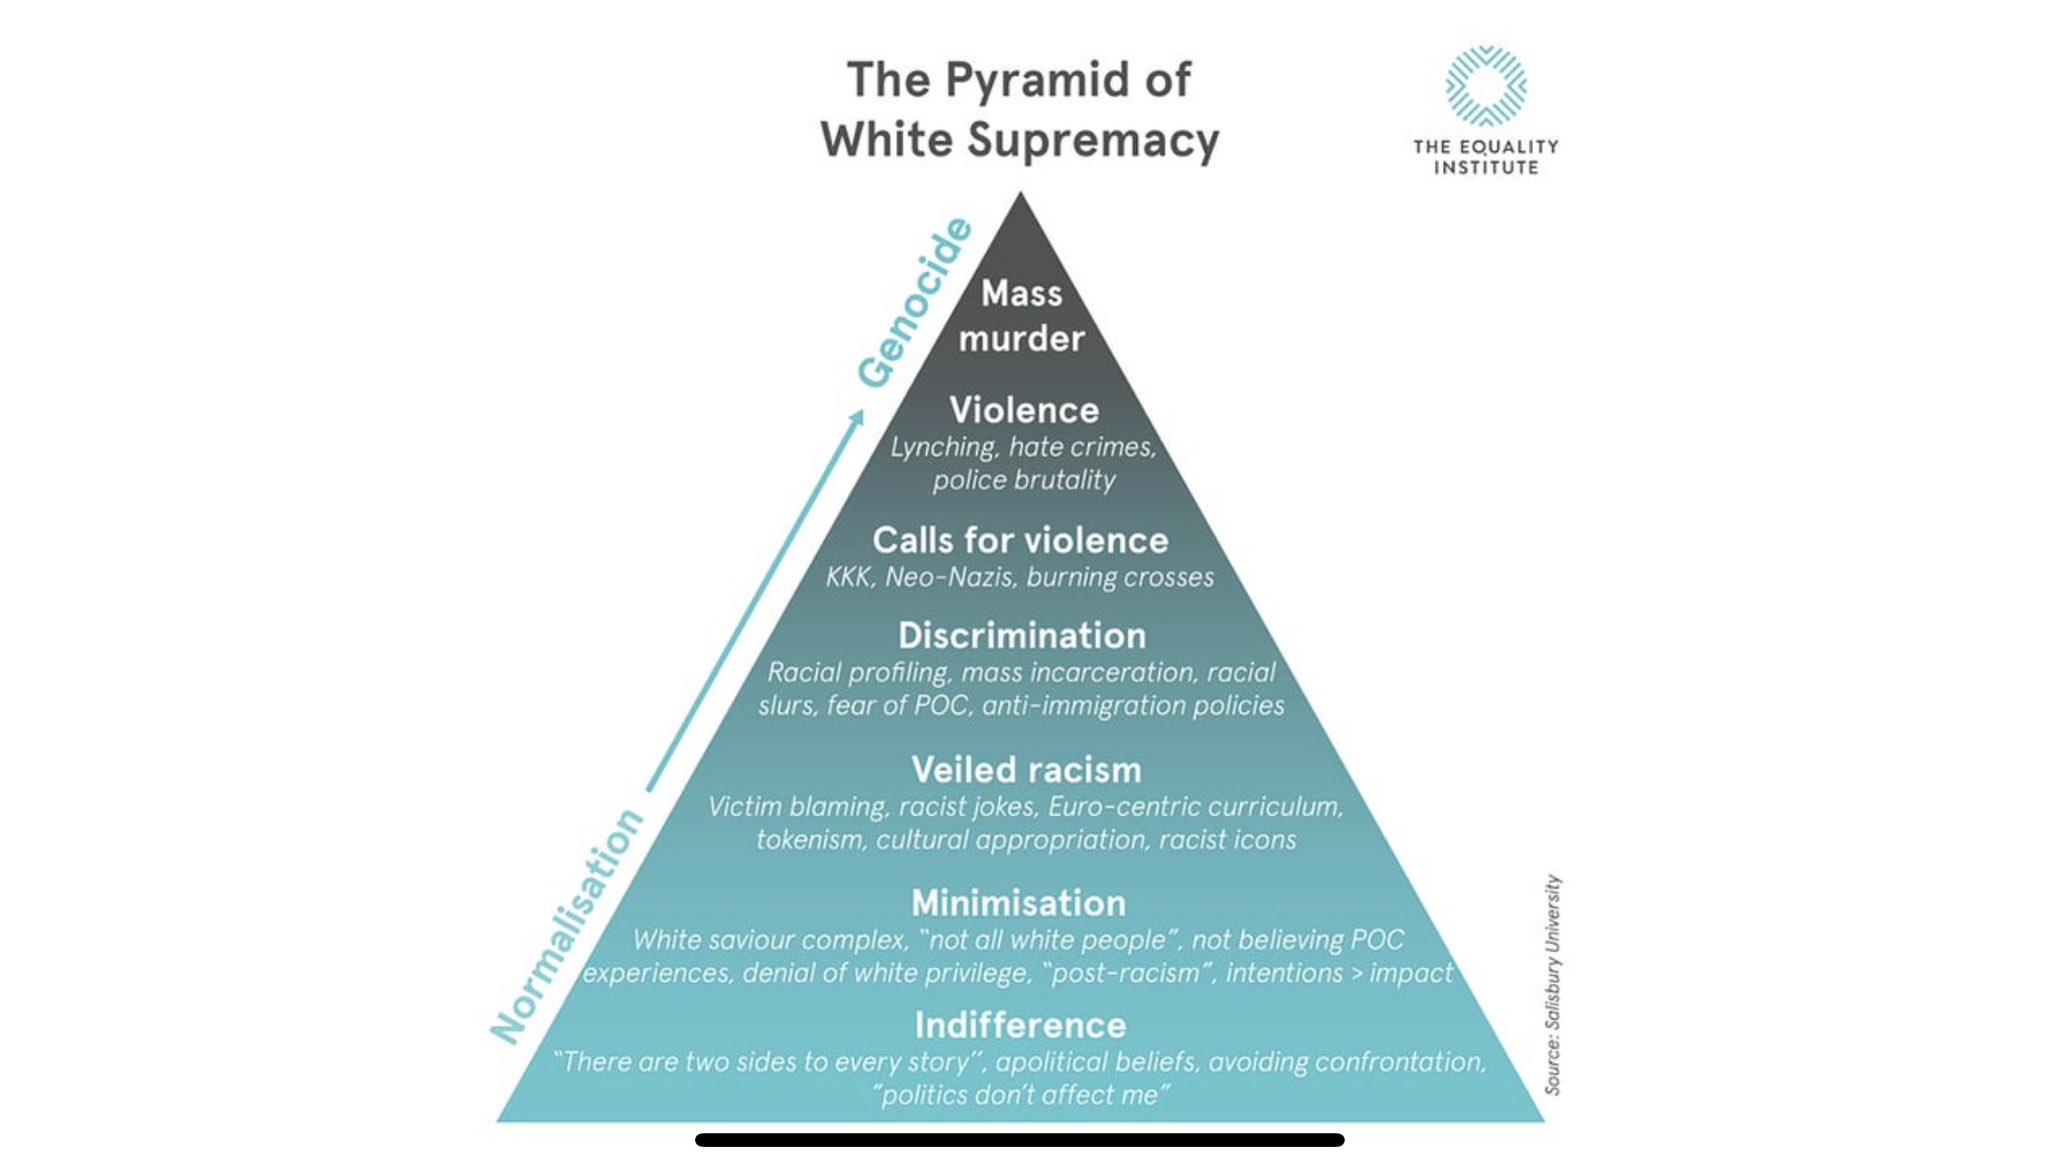 The Pyramid of
White Supremacy
THE EQUALITY
INSTITUTE
Genocide
Normalisation
Mass
murder
Violence
Lynching, hate crimes,
police brutality
Calls for violence
KKK, Neo-Nazis, burning crosses
Discrimination
Racial profiling, mass incarceration, racial
slurs, fear of POC, anti-immigration policies
Veiled racism
Victim blaming, racist jokes, Euro-centric curriculum,
tokenism, cultural appropriation, racist icons
Minimisation
White saviour complex, “not all white people”, not believing POC
experiences, denial of white privilege, “post-racism”, intentions > impact
Indifference
“There are two sides to every story”, apolitical beliefs, avoiding confrontation,
”politics don’t affect me”
Source: Salisbury University